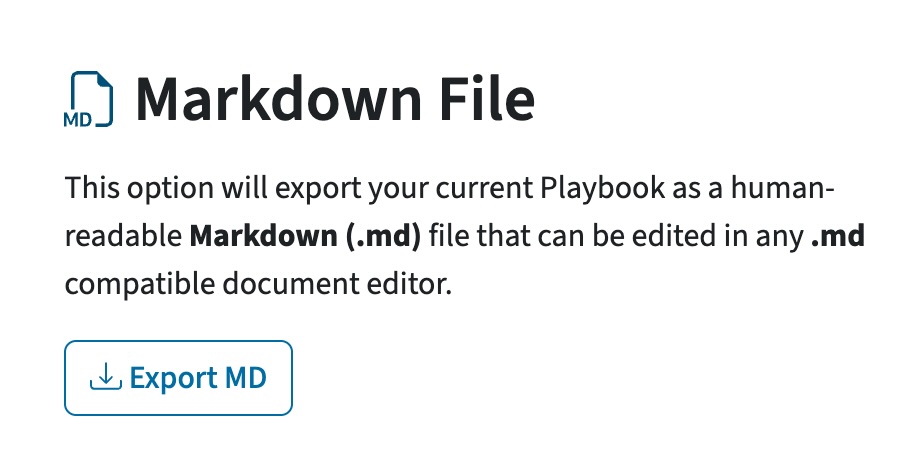 MD
Markdown File
This option will export your current Playbook as a human-
readable Markdown (.md) file that can be edited in any .md
compatible document editor.
Export MD